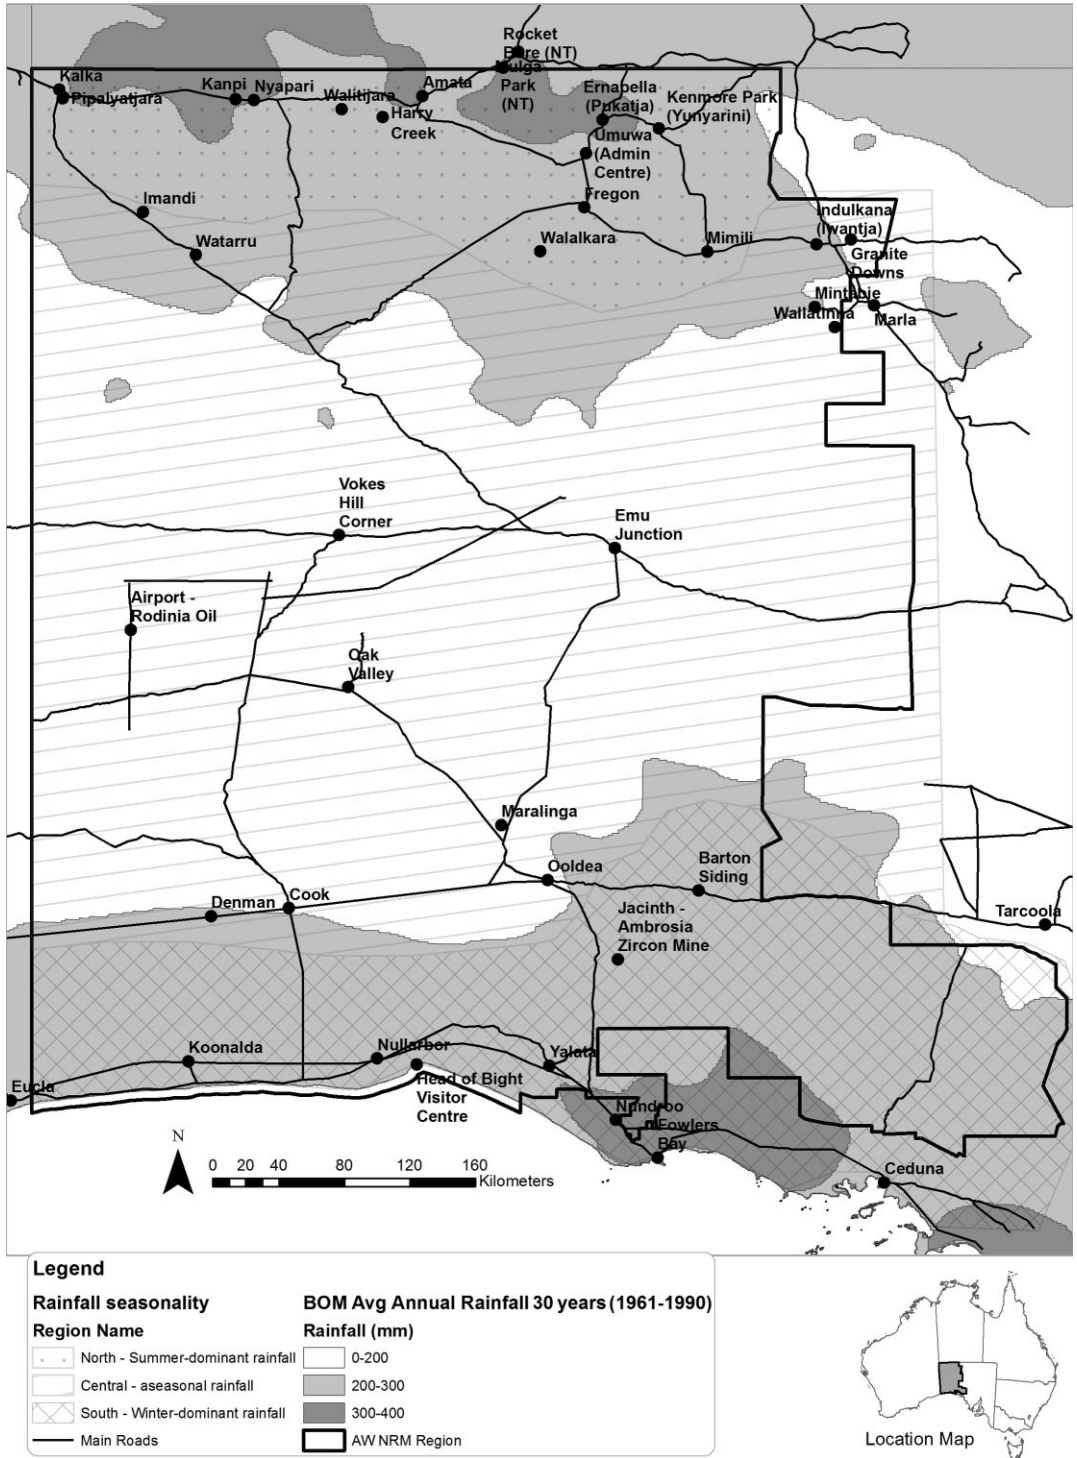 Rocket
Bore (NT)
Mulga
Park
(NT)
Kalka
Pipalyatjara
Kanpi
Nyapari
Walitijara
Amata
Harry
Creek
Ernabella
(Pukatja)
Kenmore Park
(Yunyarini)
Umuwa
(Admin
Centre)
Imandi
Fregon
Watarru
Walalkara
Mimili
Indulkana
(Iwantja)
Granite
Downs
Mintabie
Wallatinna
Marla
Vokes
Hill
Corner
Emu
Junction
Airport -
Rodinia Oil
Oak
Valley
Maralinga
Ooldea
Barton
Siding
Denman
Cook
Jacinth -
Ambrosia
Zircon Mine
Tarcoola
Koonalda
Nullarbor
Yalata
Eucla
Head of Bight
Visitor
Centre
Nundroo
Fowlers
Bay
Ceduna
N
0 20 40 80 120 160
Kilometers
Legend
Rainfall seasonality
Region Name
North - Summer-dominant rainfall
Central - aseasonal rainfall
South - Winter-dominant rainfall
Main Roads
BOM Avg Annual Rainfall 30 years (1961-1990)
Rainfall (mm)
0-200
200-300
300-400
AW NRM Region
Location Map